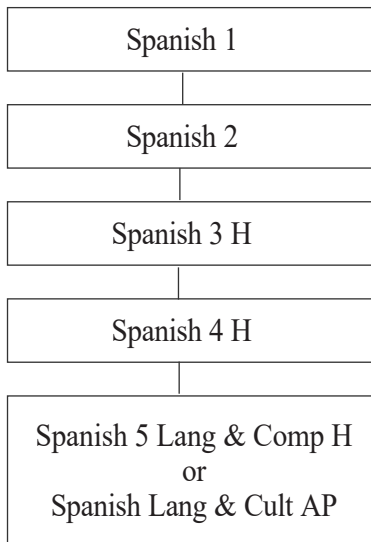 Spanish 1
Spanish 2
Spanish 3 H
Spanish 4 H
Spanish 5 Lang & Comp H
or
Spanish Lang & Cult AP